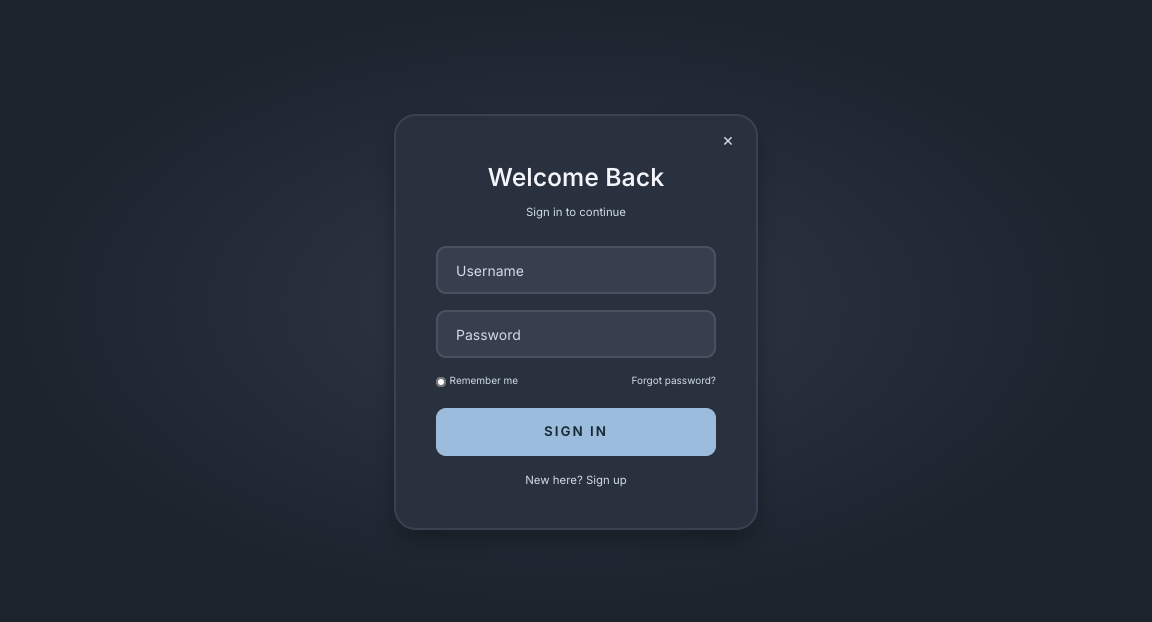 ✕
Welcome Back
Sign in to continue
Username
Password
Remember me
Forgot password?
SIGN IN
New here? Sign up